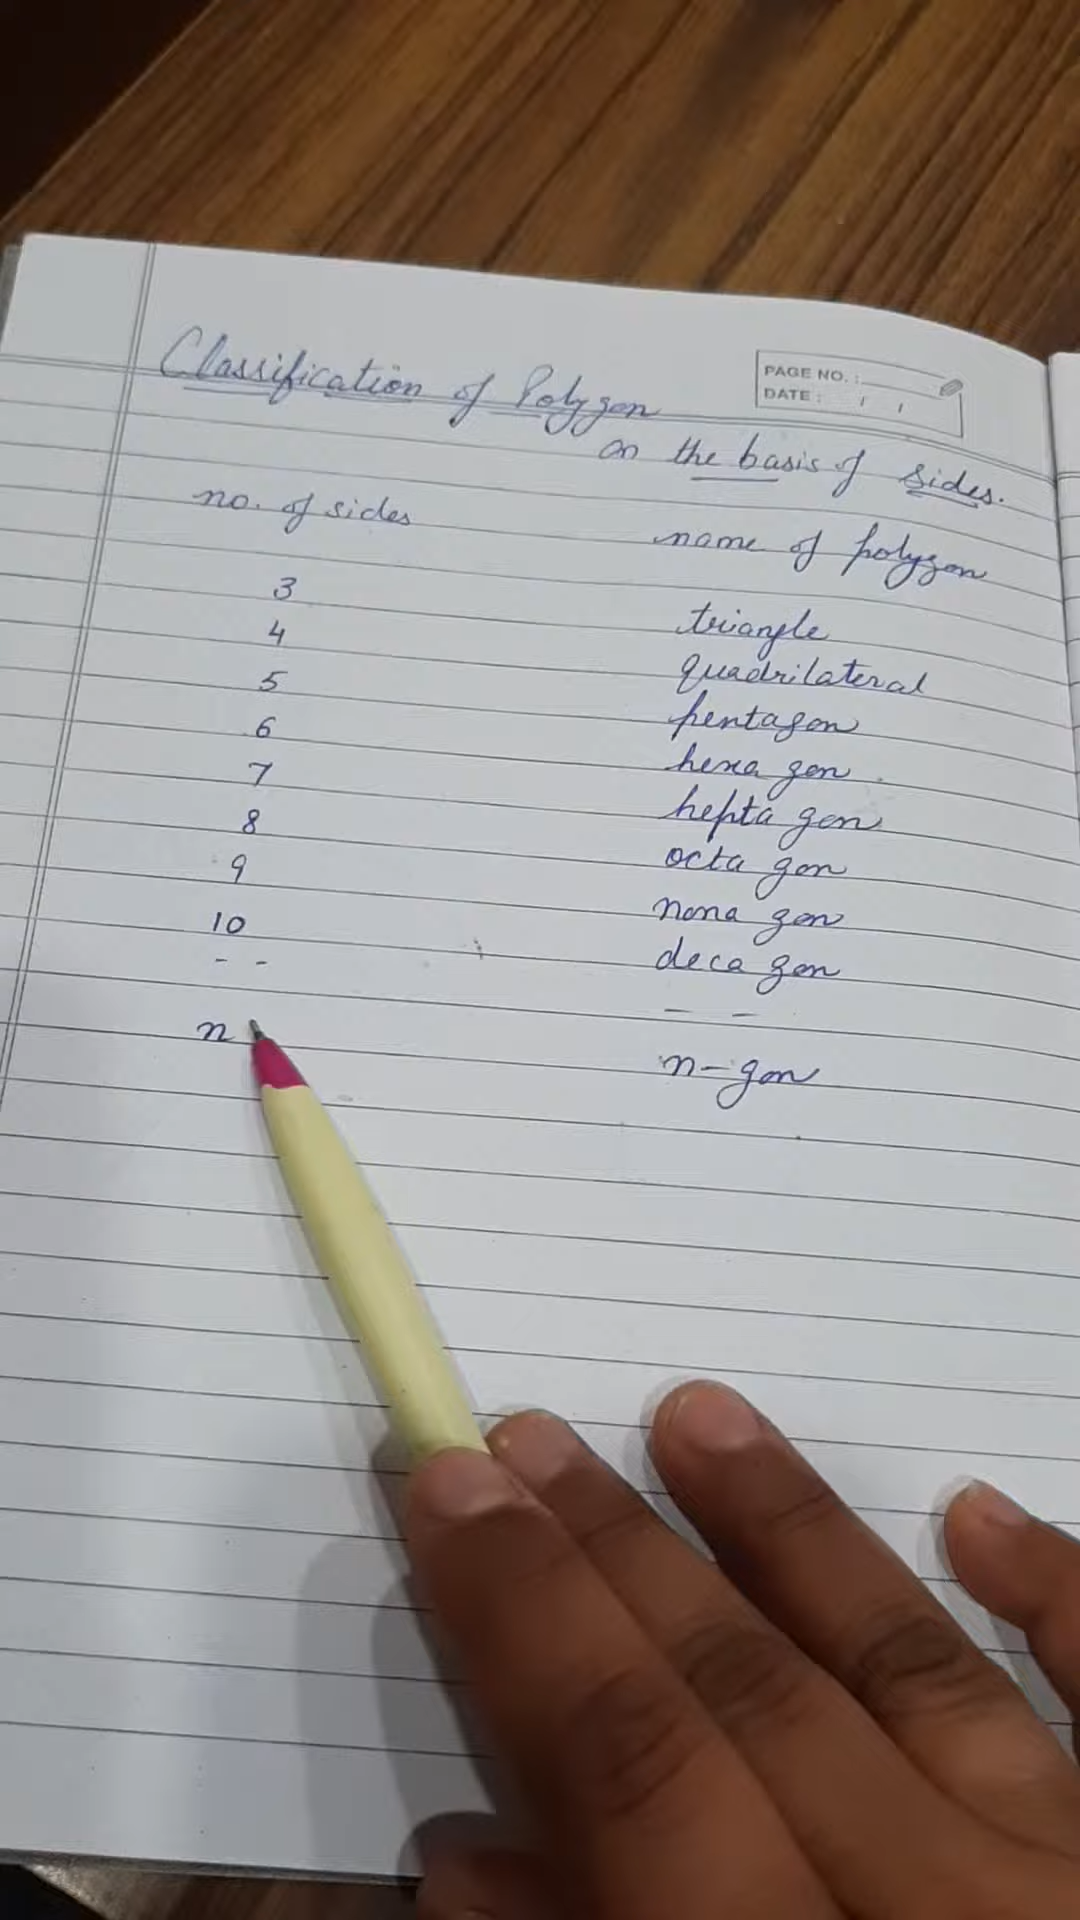 Classification of Polygon
PAGE NO. :
DATE : / /
on the basis of sides.
no. of sides name of polygon
3 triangle
4 quadrilateral
5 pentagon
6 hexa gon
7 hepta gon
8 octa gon
9 nona gon
10 deca gon
- - - -
n n-gon